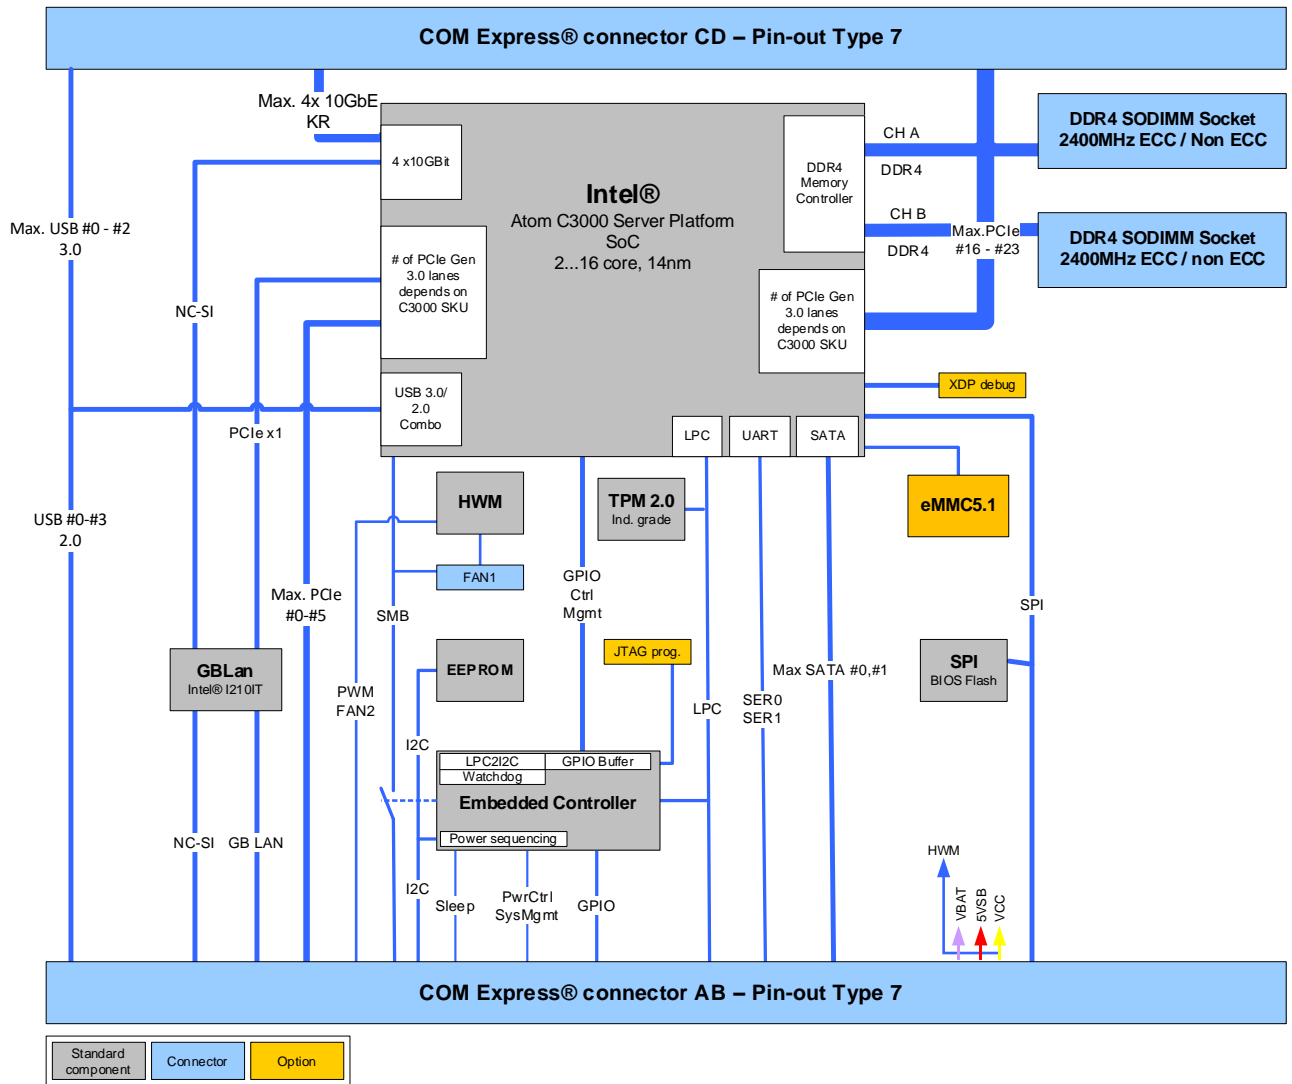 COM Express® connector CD – Pin-out Type 7
Max. 4x 10GbE
KR
4 x10GBit
Intel®
Atom C3000 Server Platform
SoC
2...16 core, 14nm
DDR4
Memory
Controller
CH A
DDR4
CH B
DDR4
DDR4 SODIMM Socket
2400MHz ECC / Non ECC
DDR4 SODIMM Socket
2400MHz ECC / non ECC
Max.PCIe
#16 - #23
Max. USB #0 - #2
3.0
NC-SI
# of PCIe Gen
3.0 lanes
depends on
C3000 SKU
# of PCIe Gen
3.0 lanes
depends on
C3000 SKU
USB 3.0/
2.0
Combo
PCIe x1
LPC
UART
SATA
XDP debug
HWM
FAN1
TPM 2.0
Ind. grade
eMMC5.1
USB #0-#3
2.0
Max. PCIe
#0-#5
SMB
GPIO
Ctrl
Mgmt
SPI
GBLan
Intel® I210IT
EEPROM
JTAG prog.
SPI
BIOS Flash
Max SATA #0,#1
PWM
FAN2
I2C
LPC
SER0
SER1
LPC2I2C
GPIO Buffer
Watchdog
Embedded Controller
Power sequencing
NC-SI
GB LAN
I2C
Sleep
PwrCtrl
SysMgmt
GPIO
HWM
VBAT
5VSB
VCC
COM Express® connector AB – Pin-out Type 7
Standard
component
Connector
Option